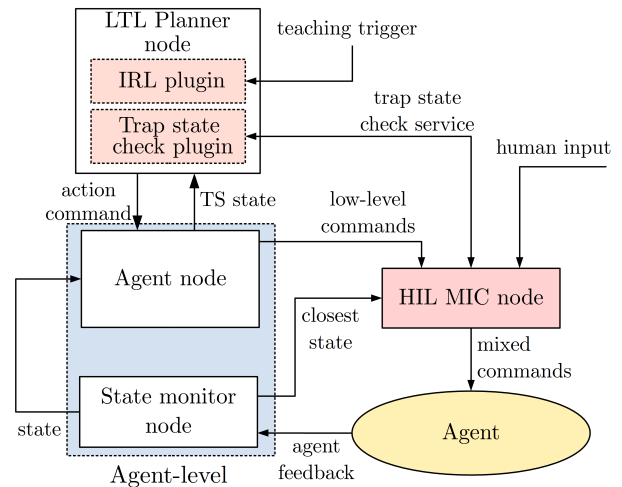 LTL Planner
node
teaching trigger
IRL plugin
trap state
check service
Trap state
check plugin
human input
action
command
TS state
low-level
commands
Agent node
HIL MIC node
closest
state
mixed
commands
State monitor
node
state
Agent
agent
feedback
Agent-level